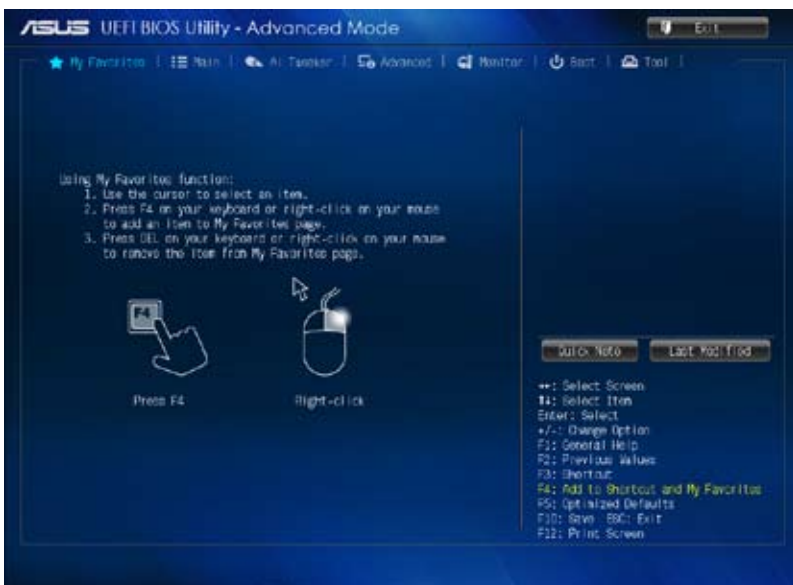 ASUS UEFI BIOS Utility - Advanced Mode
Exit
My Favorites | Main | Ai Tweaker | Advanced | Monitor | Boot | Tool |
Using My Favorites function:
1. Use the cursor to select an item.
2. Press F4 on your keyboard or right-click on your mouse
to add an item to My Favorites page.
3. Press DEL on your keyboard or right-click on your mouse
to remove the item from My Favorites page.
F4
Press F4
Right-click
Quick Note
Last Modified
↔: Select Screen
↑↓: Select Item
Enter: Select
+/-: Change Option
F1: General Help
F2: Previous Values
F3: Shortcut
F4: Add to Shortcut and My Favorites
F5: Optimized Defaults
F10: Save ESC: Exit
F12: Print Screen